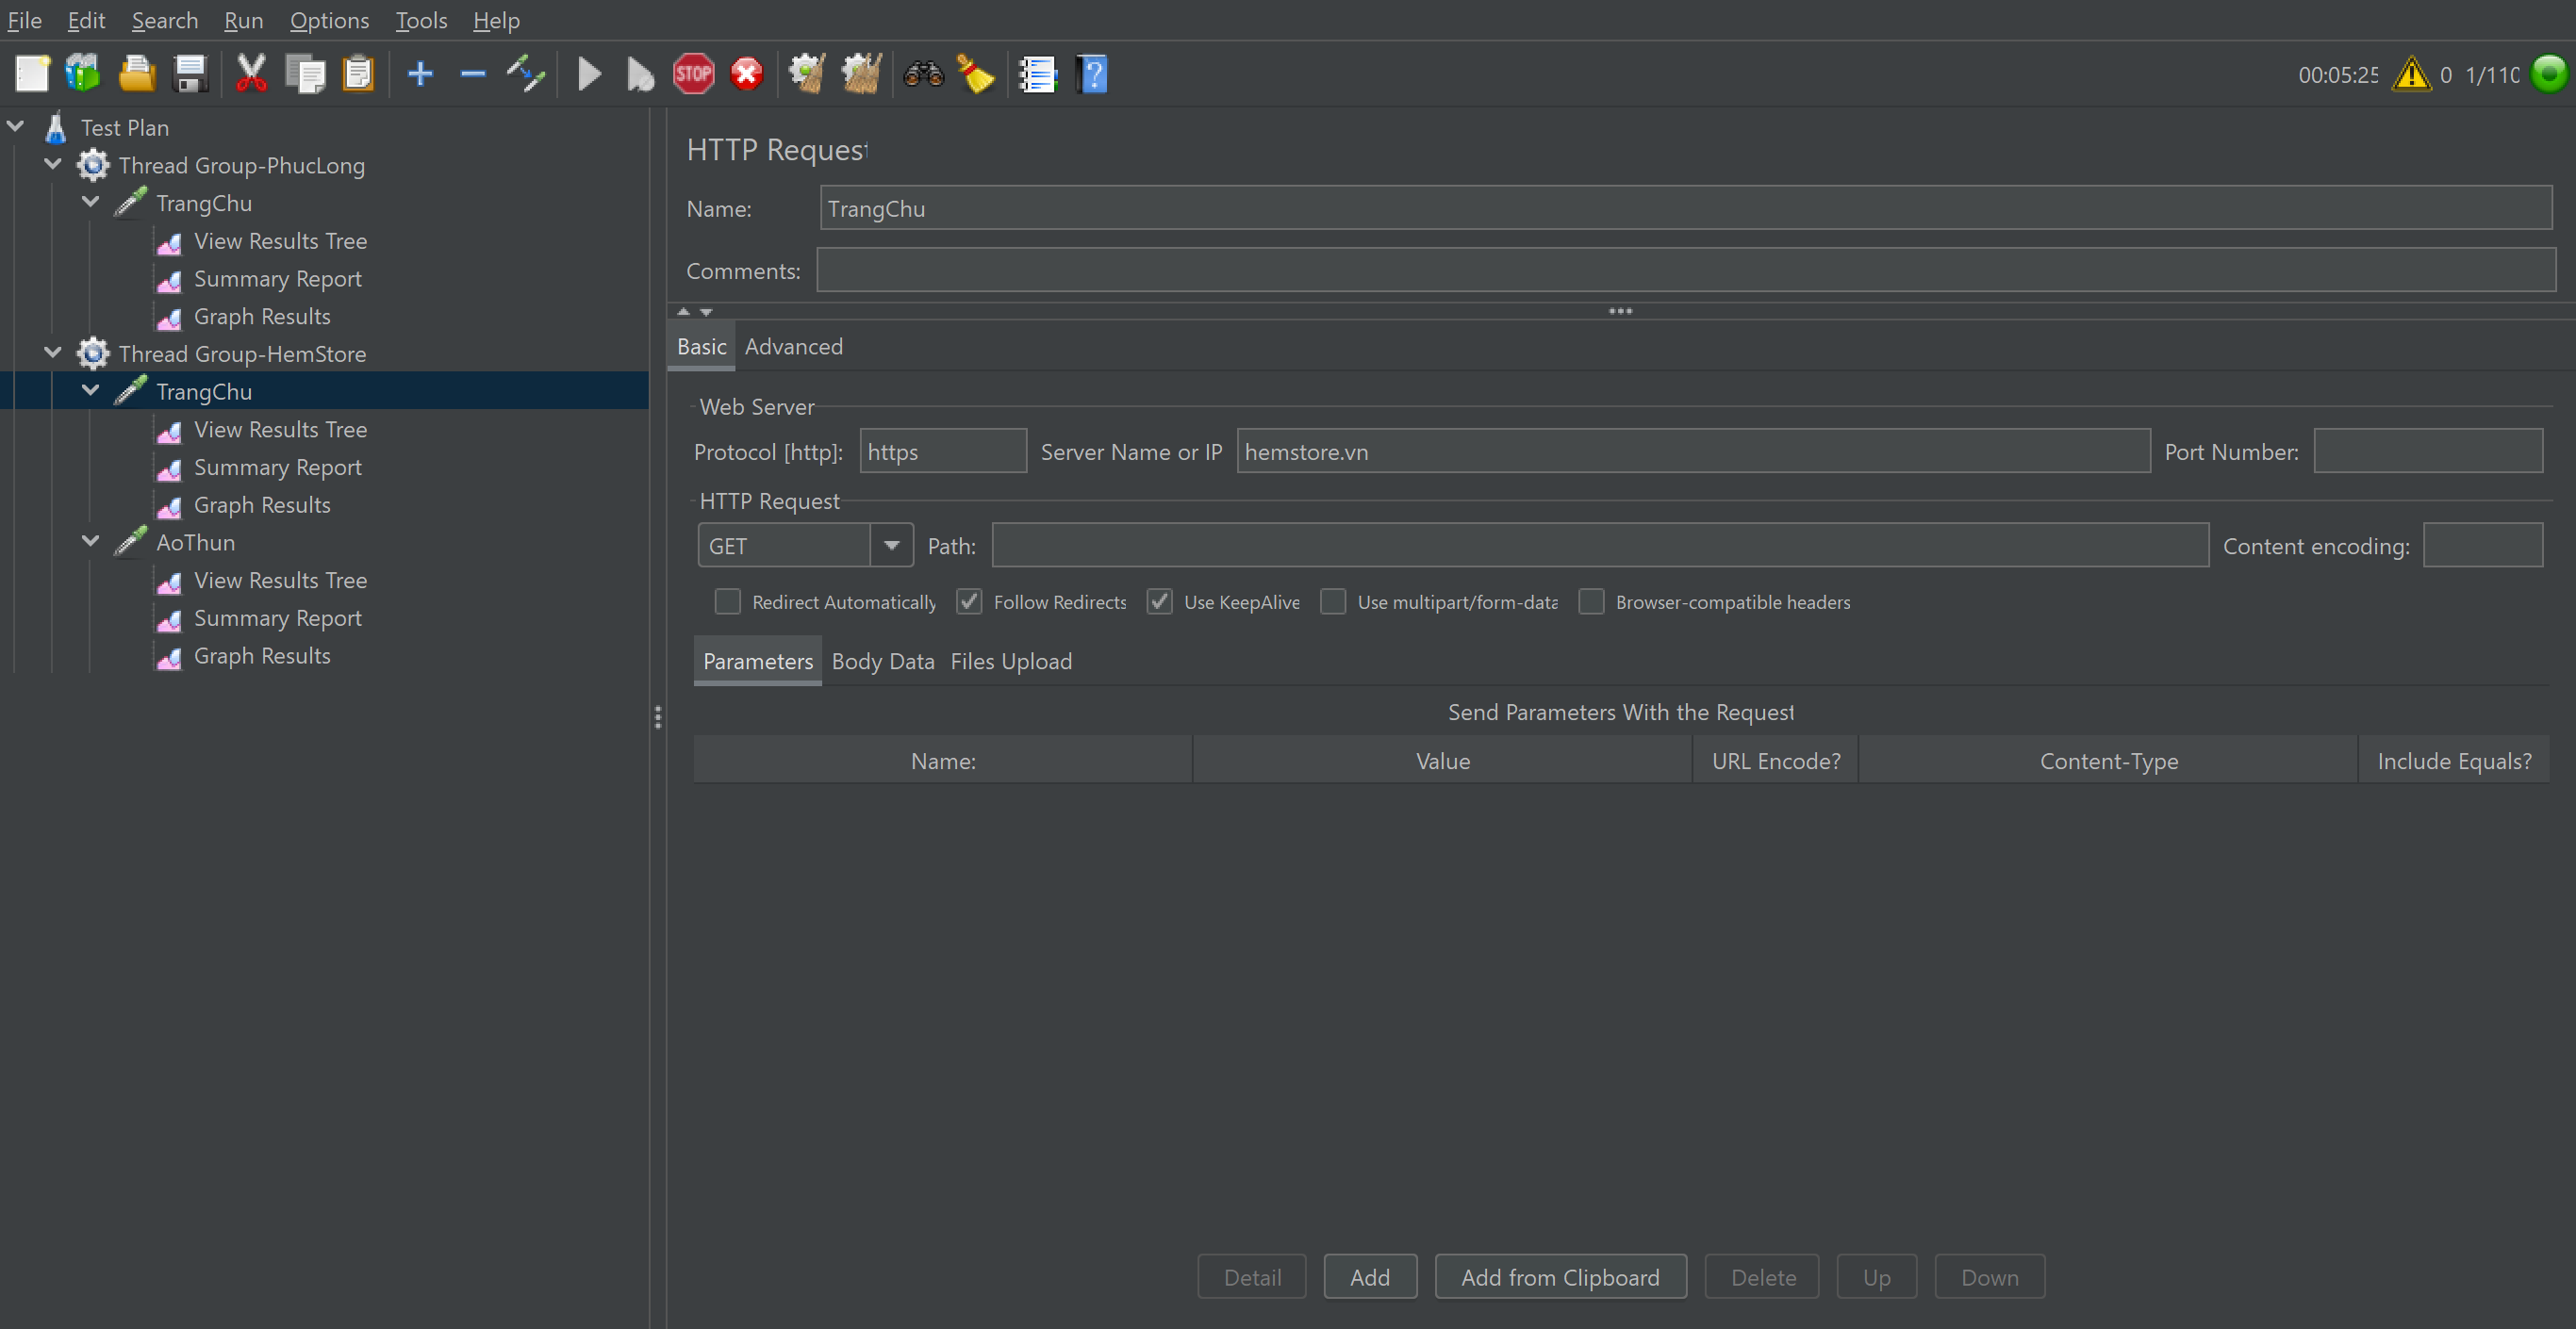 File Edit Search Run Options Tools Help
STOP
00:05:25 0 1/110
Test Plan
Thread Group-PhucLong
TrangChu
View Results Tree
Summary Report
Graph Results
Thread Group-HemStore
TrangChu
View Results Tree
Summary Report
Graph Results
AoThun
View Results Tree
Summary Report
Graph Results
HTTP Request
Name: TrangChu
Comments:
Basic Advanced
Web Server
Protocol [http]: https Server Name or IP hemstore.vn Port Number:
HTTP Request
GET Path: Content encoding:
Redirect Automatically Follow Redirects Use KeepAlive Use multipart/form-data Browser-compatible headers
Parameters Body Data Files Upload
Send Parameters With the Request
Name: Value URL Encode? Content-Type Include Equals?
Detail Add Add from Clipboard Delete Up Down